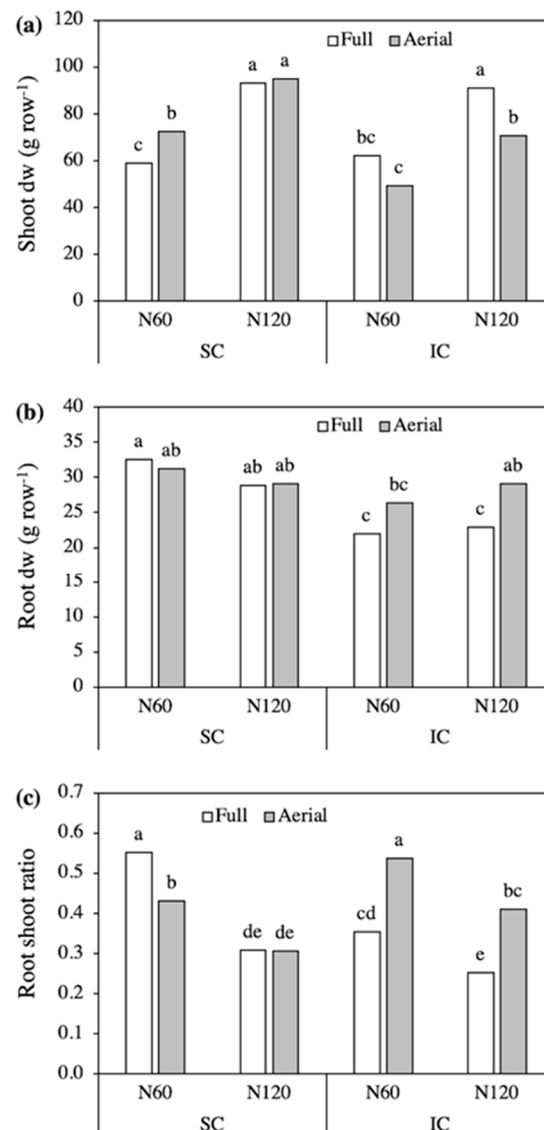 (a)
120
Full Aerial
100
80
60
40
20
0
Shoot dw (g row⁻¹)
c b a a bc c a b
N60 N120 N60 N120
SC IC
(b)
40
Full Aerial
35
30
25
20
15
10
5
0
Root dw (g row⁻¹)
a ab ab ab c bc c ab
N60 N120 N60 N120
SC IC
(c)
0.7
Full Aerial
0.6
0.5
0.4
0.3
0.2
0.1
0.0
Root shoot ratio
a b de de cd a e bc
N60 N120 N60 N120
SC IC